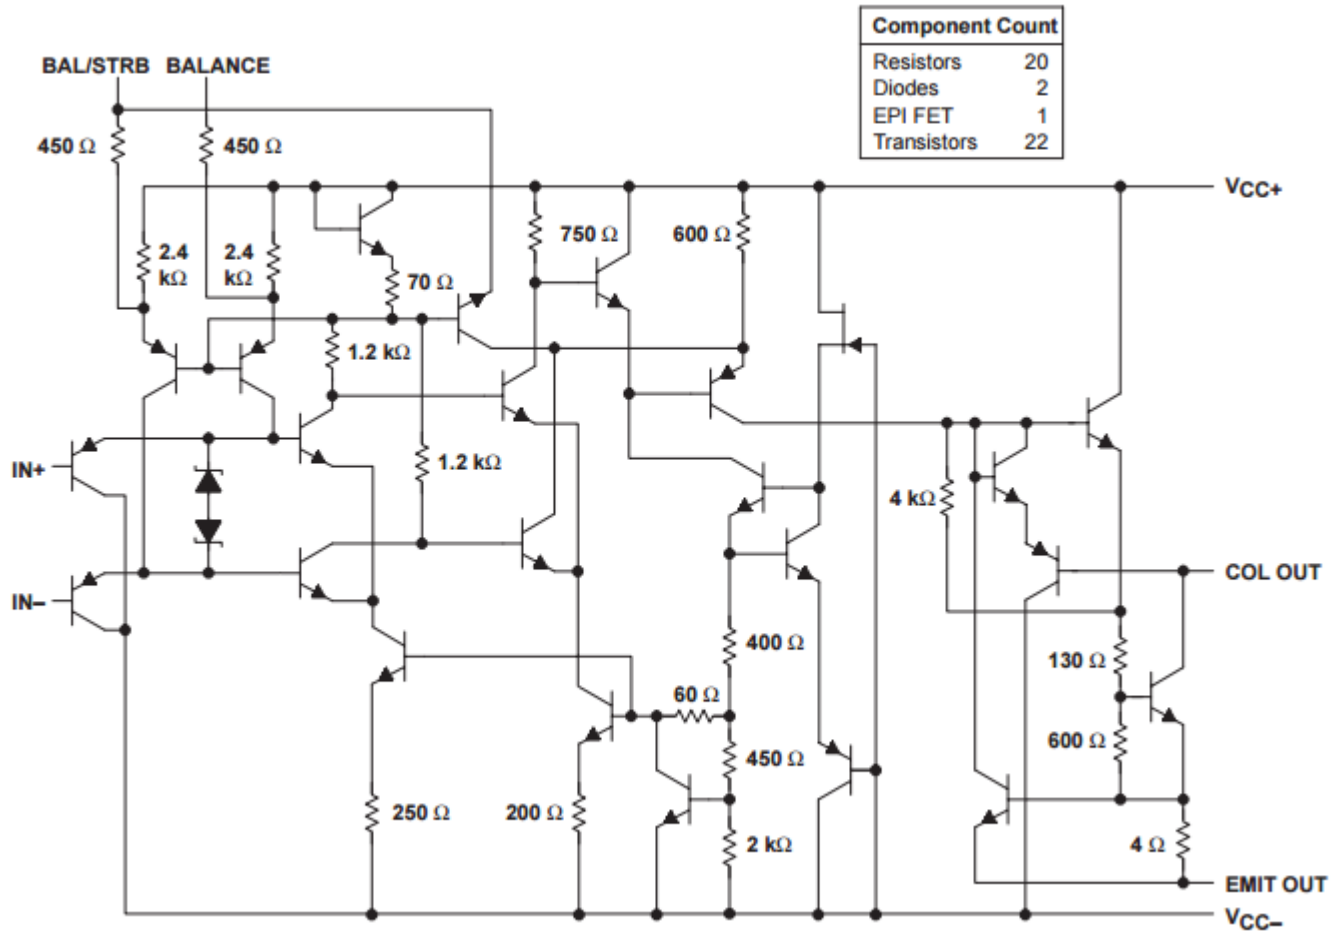 Component Count
Resistors 20
Diodes 2
EPI FET 1
Transistors 22
BAL/STRB BALANCE
450 Ω 450 Ω
VCC+
2.4 kΩ
2.4 kΩ
70 Ω
750 Ω
600 Ω
1.2 kΩ
IN+
1.2 kΩ
4 kΩ
IN–
COL OUT
400 Ω
130 Ω
60 Ω
600 Ω
450 Ω
250 Ω
200 Ω
2 kΩ
4 Ω
EMIT OUT
VCC–